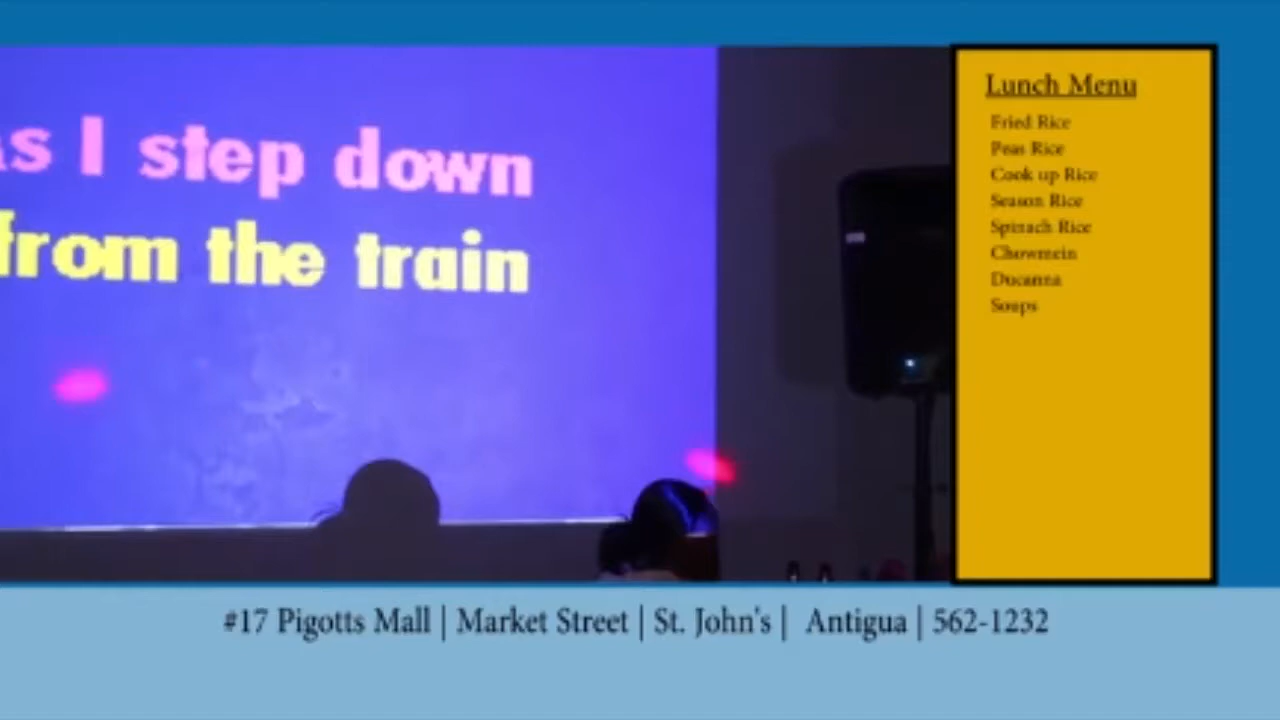 As I step down
from the train
Lunch Menu
Fried Rice
Peas Rice
Cook up Rice
Season Rice
Spinach Rice
Chowmein
Ducanna
Soups
#17 Pigotts Mall | Market Street | St. John's | Antigua | 562-1232